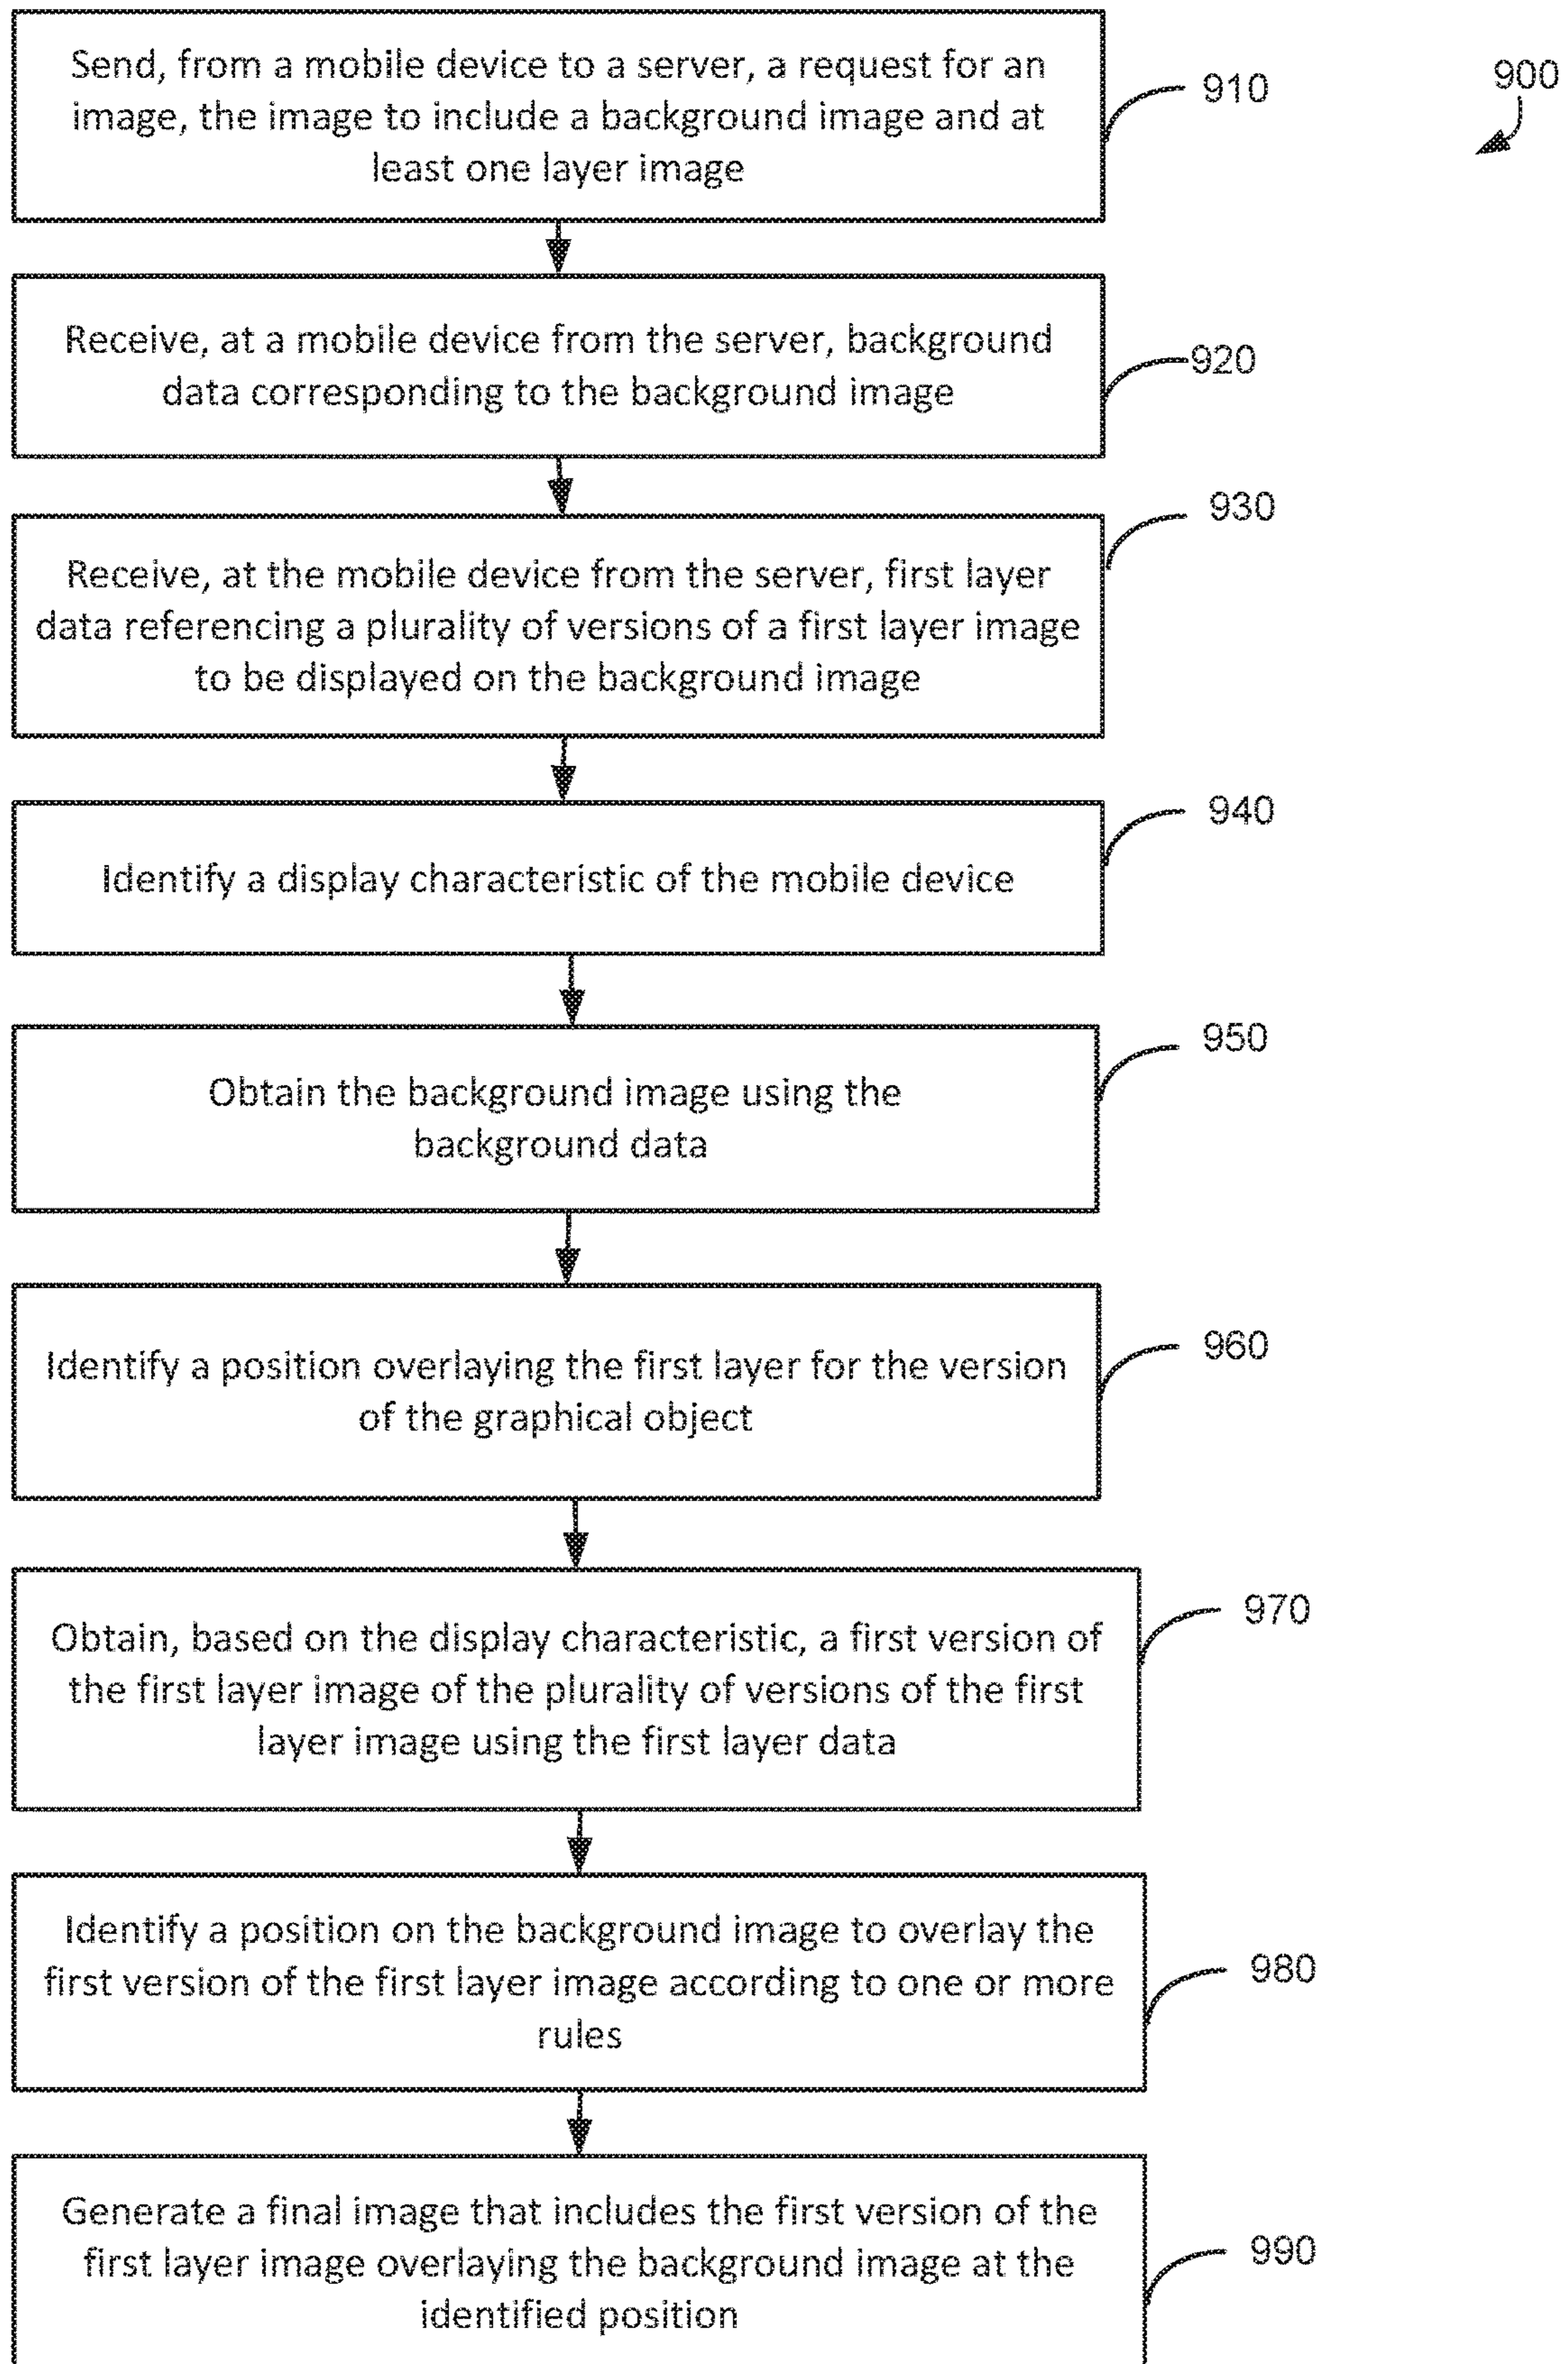 Send, from a mobile device to a server, a request for an
image, the image to include a background image and at
least one layer image
910
900
Receive, at a mobile device from the server, background
data corresponding to the background image
920
930
Receive, at the mobile device from the server, first layer
data referencing a plurality of versions of a first layer image
to be displayed on the background image
940
Identify a display characteristic of the mobile device
950
Obtain the background image using the
background data
960
Identify a position overlaying the first layer for the version
of the graphical object
970
Obtain, based on the display characteristic, a first version of
the first layer image of the plurality of versions of the first
layer image using the first layer data
Identify a position on the background image to overlay the
first version of the first layer image according to one or more
rules
980
Generate a final image that includes the first version of the
first layer image overlaying the background image at the
identified position
990